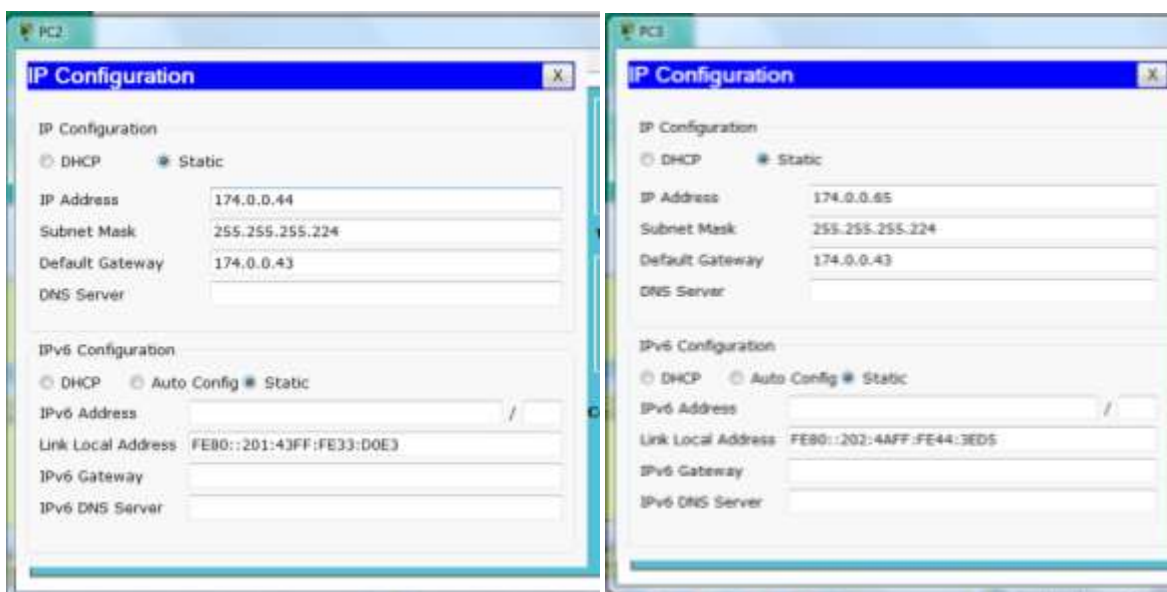 PC2
IP Configuration
X
IP Configuration
DHCP
Static
IP Address
174.0.0.44
Subnet Mask
255.255.255.224
Default Gateway
174.0.0.43
DNS Server
IPv6 Configuration
DHCP
Auto Config
Static
IPv6 Address
/
Link Local Address
FE80::201:43FF:FE33:D0E3
IPv6 Gateway
IPv6 DNS Server
PC3
IP Configuration
X
IP Configuration
DHCP
Static
IP Address
174.0.0.65
Subnet Mask
255.255.255.224
Default Gateway
174.0.0.43
DNS Server
IPv6 Configuration
DHCP
Auto Config
Static
IPv6 Address
/
Link Local Address
FE80::202:4AFF:FE44:3ED5
IPv6 Gateway
IPv6 DNS Server